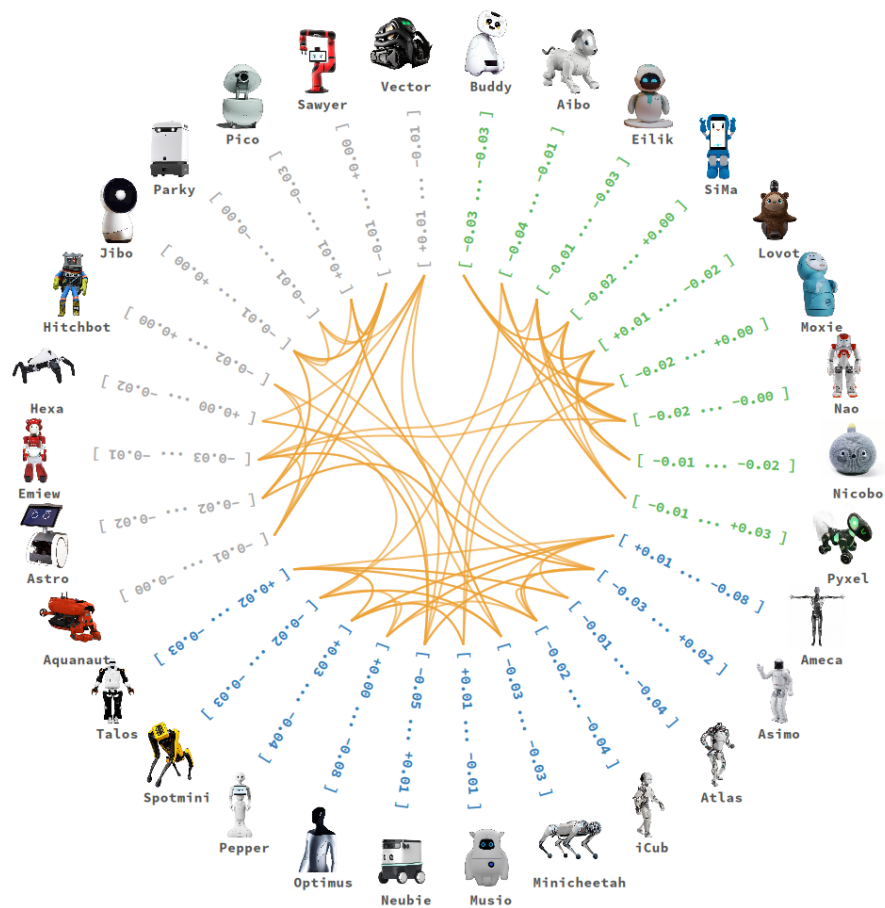 Buddy
[ −0.03 ... −0.03 ]
Aibo
[ −0.04 ... −0.01 ]
Eilik
[ −0.01 ... −0.03 ]
SiMa
[ −0.02 ... +0.00 ]
Lovot
[ +0.01 ... −0.02 ]
Moxie
[ −0.02 ... +0.00 ]
Nao
[ −0.02 ... −0.00 ]
Nicobo
[ −0.01 ... −0.02 ]
Pyxel
[ −0.01 ... +0.03 ]
Ameca
[ +0.01 ... −0.08 ]
Asimo
[ −0.03 ... +0.02 ]
Atlas
[ −0.01 ... −0.04 ]
iCub
[ −0.02 ... −0.04 ]
Minicheetah
[ −0.03 ... −0.03 ]
Musio
[ +0.01 ... −0.01 ]
Neubie
[ −0.05 ... +0.01 ]
Optimus
[ +0.00 ... −0.08 ]
Pepper
[ +0.03 ... −0.04 ]
Spotmini
[ −0.02 ... −0.03 ]
Talos
[ +0.02 ... −0.03 ]
Aquanaut
[ −0.01 ... −0.00 ]
Astro
[ −0.02 ... −0.02 ]
Emiew
[ −0.03 ... −0.01 ]
Hexa
[ +0.00 ... −0.02 ]
Hitchbot
[ −0.02 ... +0.00 ]
Jibo
[ −0.01 ... +0.00 ]
Parky
[ −0.01 ... −0.00 ]
Pico
[ +0.01 ... −0.03 ]
Sawyer
[ −0.01 ... +0.00 ]
Vector
[ +0.01 ... −0.01 ]